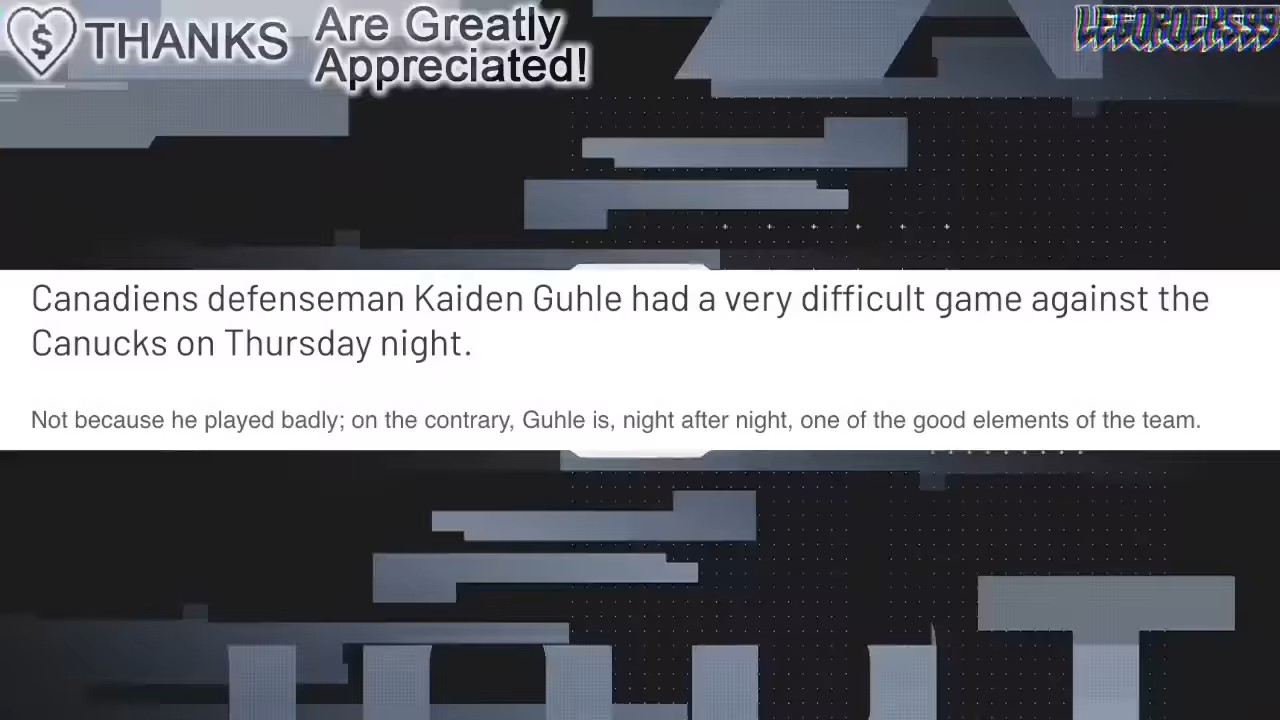 $ THANKS
Are Greatly
Appreciated!
LEGOROCKS99
Canadiens defenseman Kaiden Guhle had a very difficult game against the
Canucks on Thursday night.
Not because he played badly; on the contrary, Guhle is, night after night, one of the good elements of the team.